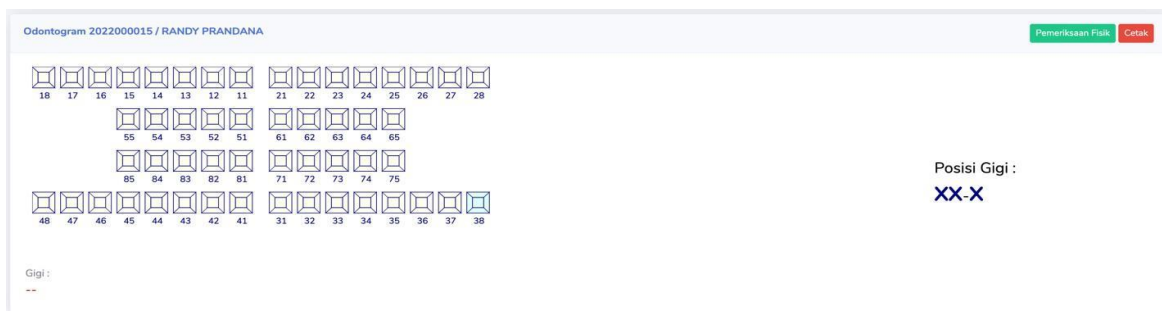 Odontogram 2022000015 / RANDY PRANDANA
Pemeriksaan Fisik Cetak
18 17 16 15 14 13 12 11 21 22 23 24 25 26 27 28
55 54 53 52 51 61 62 63 64 65
85 84 83 82 81 71 72 73 74 75
48 47 46 45 44 43 42 41 31 32 33 34 35 36 37 38
Posisi Gigi :
XX-X
Gigi :
--